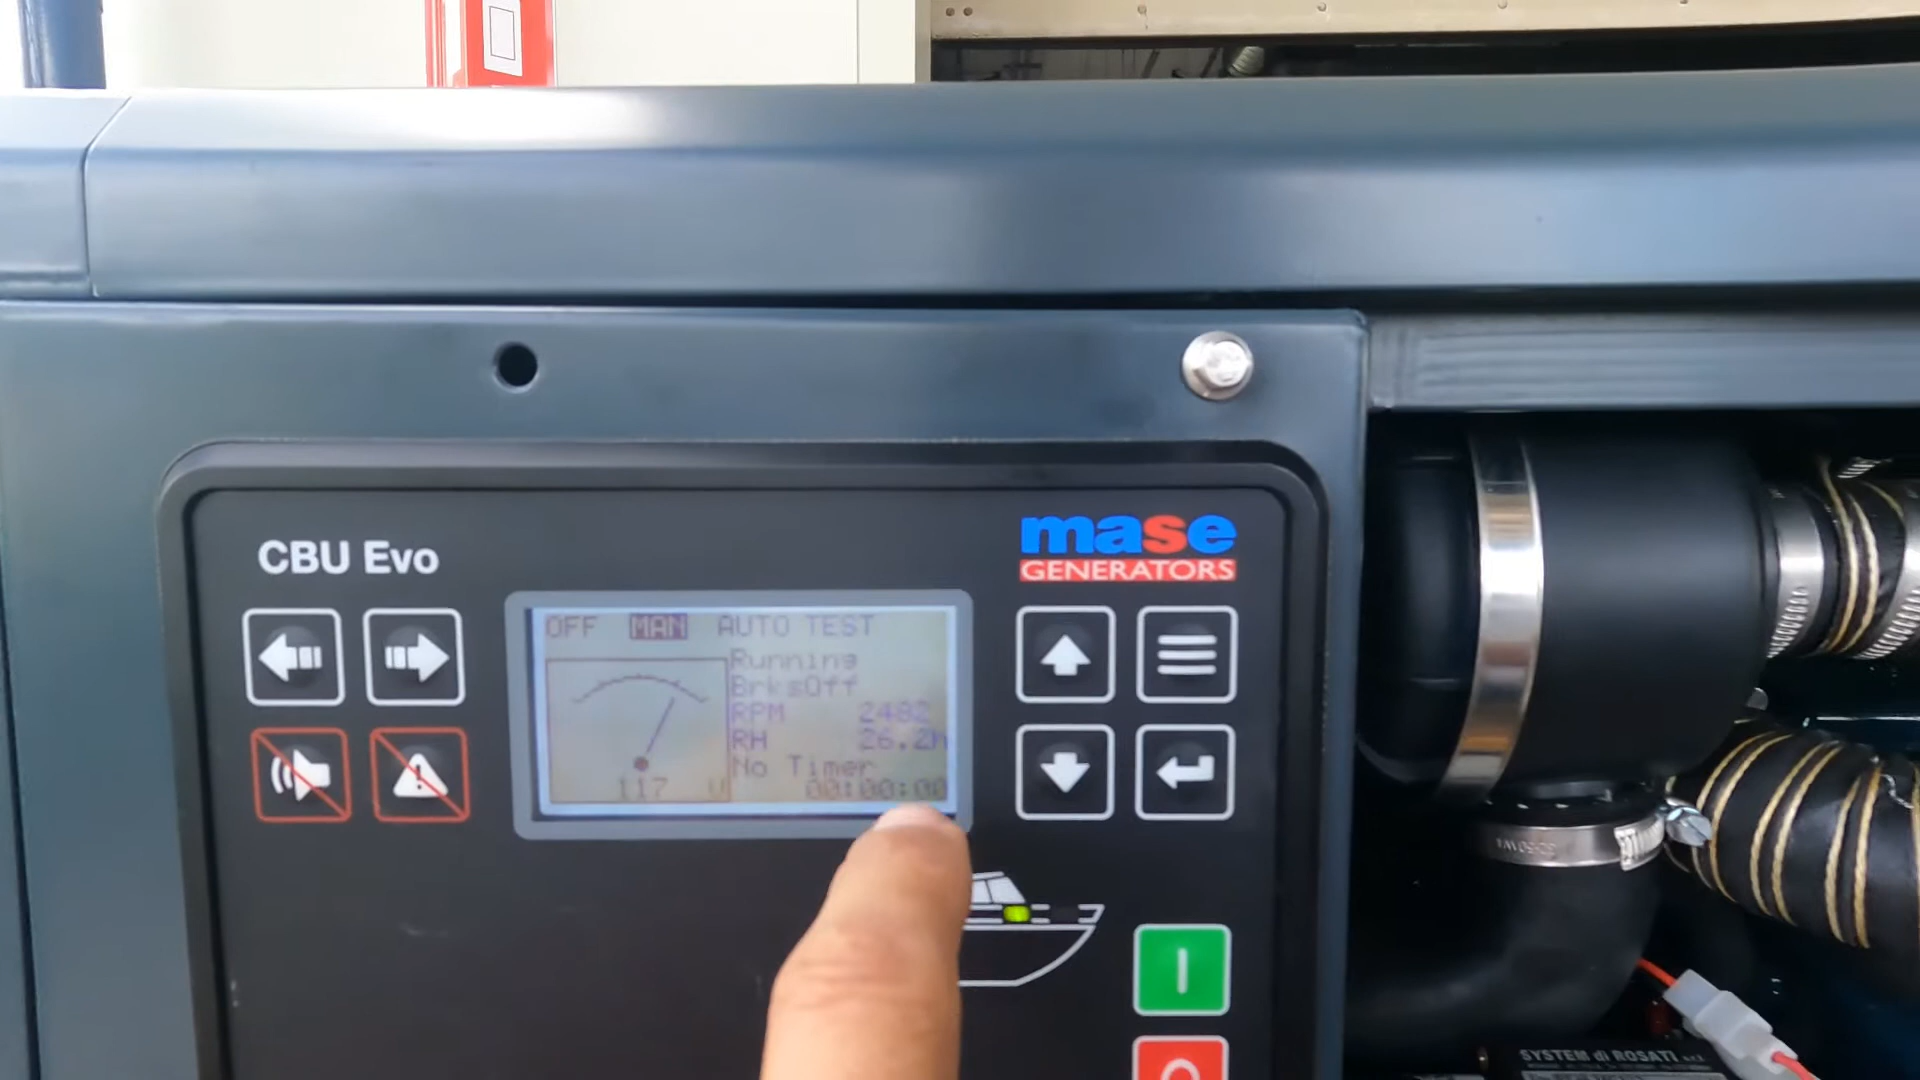 CBU Evo
mase
GENERATORS
OFF MAN AUTO TEST
Running
BrksOff
RPM 2482
RH 26.2h
No Timer
117 V 00:00:00
SYSTEM di ROSATI s.r.l.